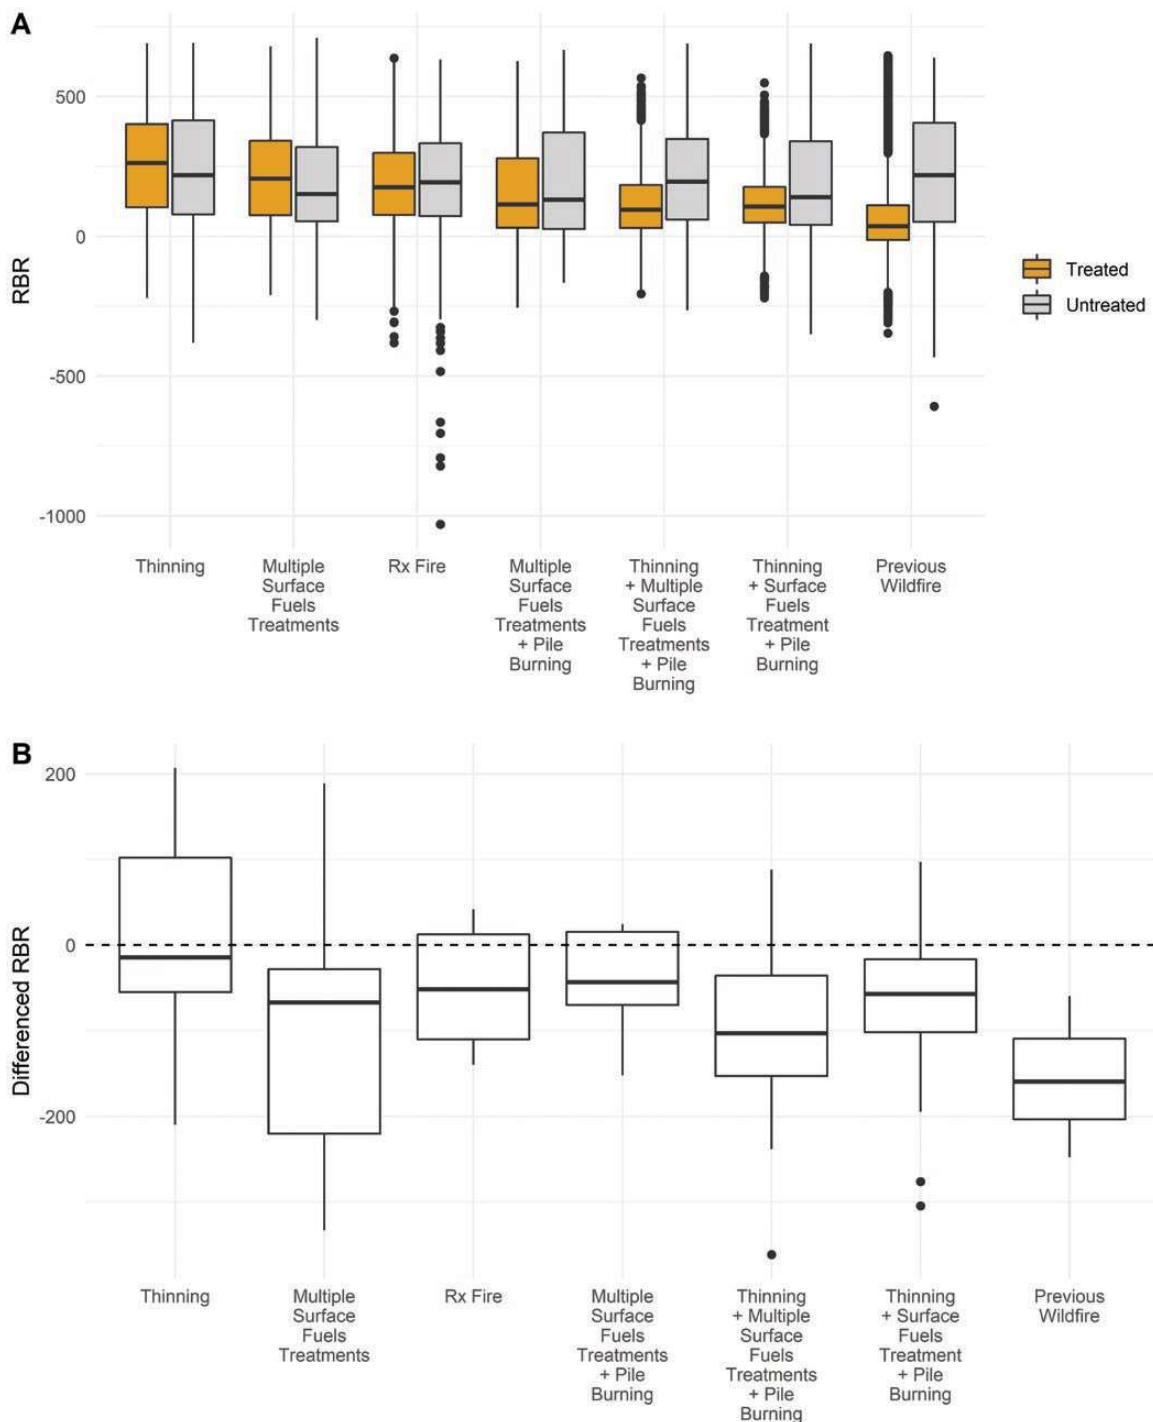 A
500
0
-500
-1000
RBR
Treated
Untreated
Thinning
Multiple
Surface
Fuels
Treatments
Rx Fire
Multiple
Surface
Fuels
Treatments
+ Pile
Burning
Thinning
+ Multiple
Surface
Fuels
Treatments
+ Pile
Burning
Thinning
+ Surface
Fuels
Treatment
+ Pile
Burning
Previous
Wildfire
B
200
0
-200
Differenced RBR
Thinning
Multiple
Surface
Fuels
Treatments
Rx Fire
Multiple
Surface
Fuels
Treatments
+ Pile
Burning
Thinning
+ Multiple
Surface
Fuels
Treatments
+ Pile
Burning
Thinning
+ Surface
Fuels
Treatment
+ Pile
Burning
Previous
Wildfire